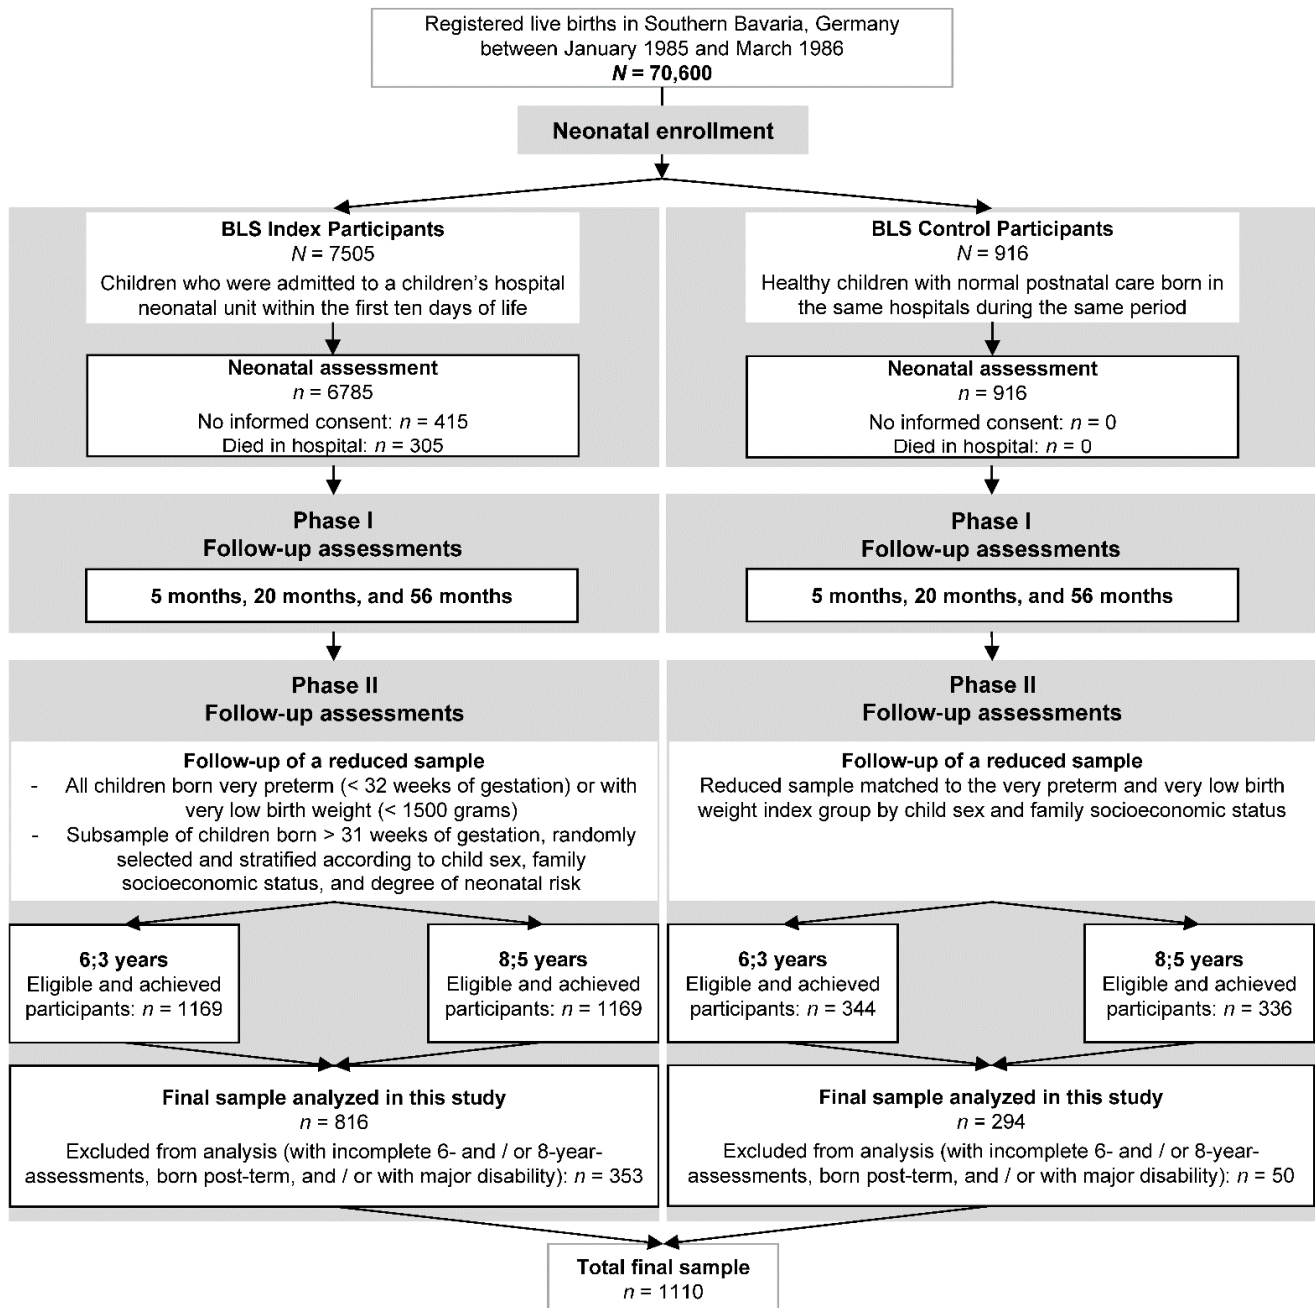 Registered live births in Southern Bavaria, Germany
between January 1985 and March 1986
N = 70,600
Neonatal enrollment
BLS Index Participants
N = 7505
Children who were admitted to a children's hospital
neonatal unit within the first ten days of life
Neonatal assessment
n = 6785
No informed consent: n = 415
Died in hospital: n = 305
Phase I
Follow-up assessments
5 months, 20 months, and 56 months
Phase II
Follow-up assessments
Follow-up of a reduced sample
- All children born very preterm (< 32 weeks of gestation) or with
very low birth weight (< 1500 grams)
- Subsample of children born > 31 weeks of gestation, randomly
selected and stratified according to child sex, family
socioeconomic status, and degree of neonatal risk
6;3 years
Eligible and achieved
participants: n = 1169
8;5 years
Eligible and achieved
participants: n = 1169
Final sample analyzed in this study
n = 816
Excluded from analysis (with incomplete 6- and / or 8-year-
assessments, born post-term, and / or with major disability): n = 353
BLS Control Participants
N = 916
Healthy children with normal postnatal care born in
the same hospitals during the same period
Neonatal assessment
n = 916
No informed consent: n = 0
Died in hospital: n = 0
Phase I
Follow-up assessments
5 months, 20 months, and 56 months
Phase II
Follow-up assessments
Follow-up of a reduced sample
Reduced sample matched to the very preterm and very low birth
weight index group by child sex and family socioeconomic status
6;3 years
Eligible and achieved
participants: n = 344
8;5 years
Eligible and achieved
participants: n = 336
Final sample analyzed in this study
n = 294
Excluded from analysis (with incomplete 6- and / or 8-year-
assessments, born post-term, and / or with major disability): n = 50
Total final sample
n = 1110